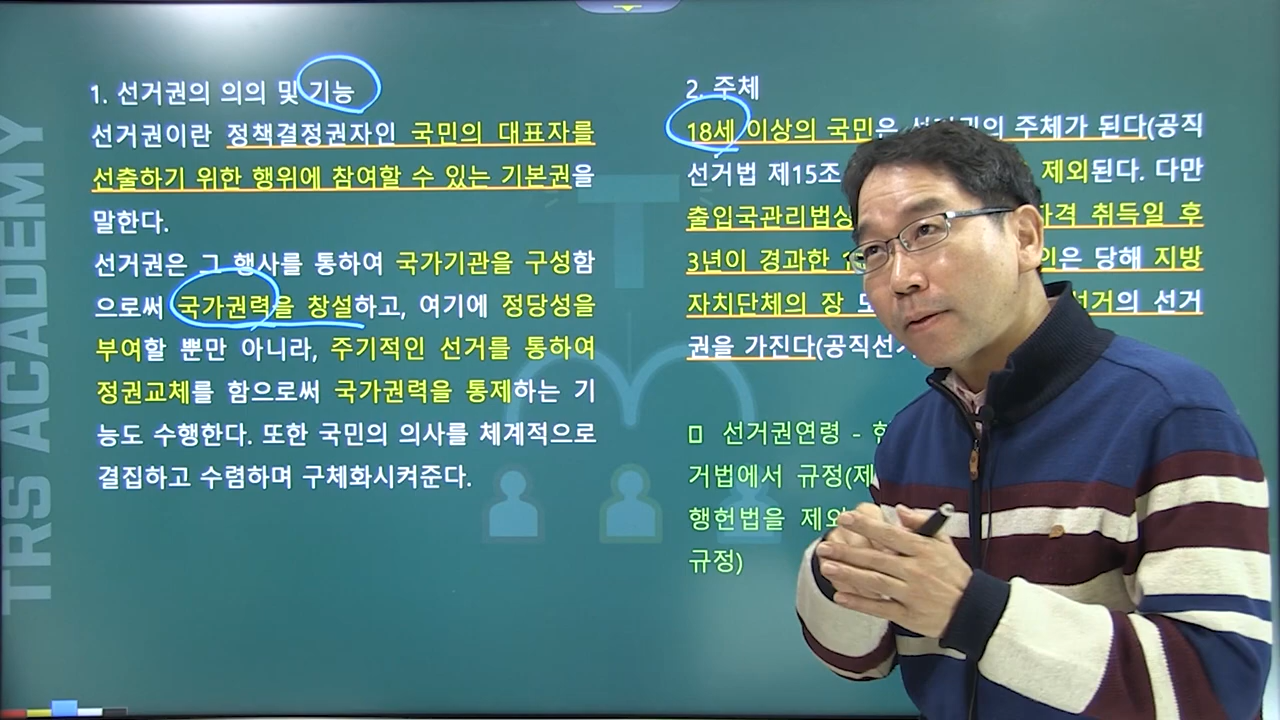 TRS ACADEMY
1. 선거권의 의의 및 기능
선거권이란 정책결정권자인 국민의 대표자를
선출하기 위한 행위에 참여할 수 있는 기본권을
말한다.
선거권은 그 행사를 통하여 국가기관을 구성함
으로써 국가권력을 창설하고, 여기에 정당성을
부여할 뿐만 아니라, 주기적인 선거를 통하여
정권교체를 함으로써 국가권력을 통제하는 기
능도 수행한다. 또한 국민의 의사를 체계적으로
결집하고 수렴하며 구체화시켜준다.
2. 주체
18세 이상의 국민은 주체가 된다(공직
선거법 제15조 제외된다. 다만
출입국관리법상 취득일 후
3년이 경과한 당해 지방
자치단체의 장 선거의 선거
권을 가진다(공직선거
□ 선거권연령 -
거법에서 규정(제
행헌법을 제외
규정)